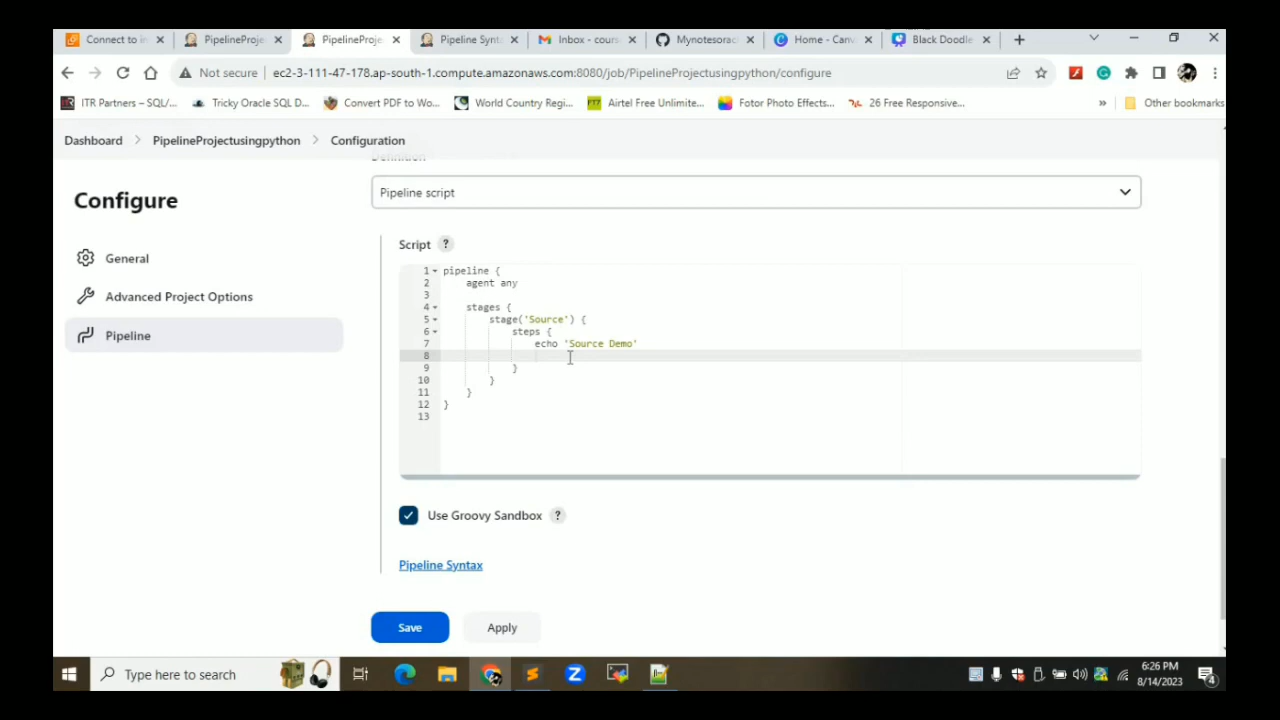 Connect to in
PipelineProje
PipelineProje
Pipeline Synt
Inbox - cours
Mynotesorac
Home - Can
Black Doodle
Not secure
ec2-3-111-47-178.ap-south-1.compute.amazonaws.com:8080/job/PipelineProjectusingpython/configure
ITR Partners – SQL/...
Tricky Oracle SQL D...
Convert PDF to Wo...
World Country Regi...
Airtel Free Unlimite...
Fotor Photo Effects...
26 Free Responsive...
»
Other bookmarks
Dashboard > PipelineProjectusingpython > Configuration
Definition
Configure
General
Advanced Project Options
Pipeline
Pipeline script
Script ?
1 pipeline {
2 agent any
3
4 stages {
5 stage('Source') {
6 steps {
7 echo 'Source Demo'
8
9 }
10 }
11 }
12 }
13
Use Groovy Sandbox ?
Pipeline Syntax
Save
Apply
Type here to search
6:26 PM
8/14/2023
4